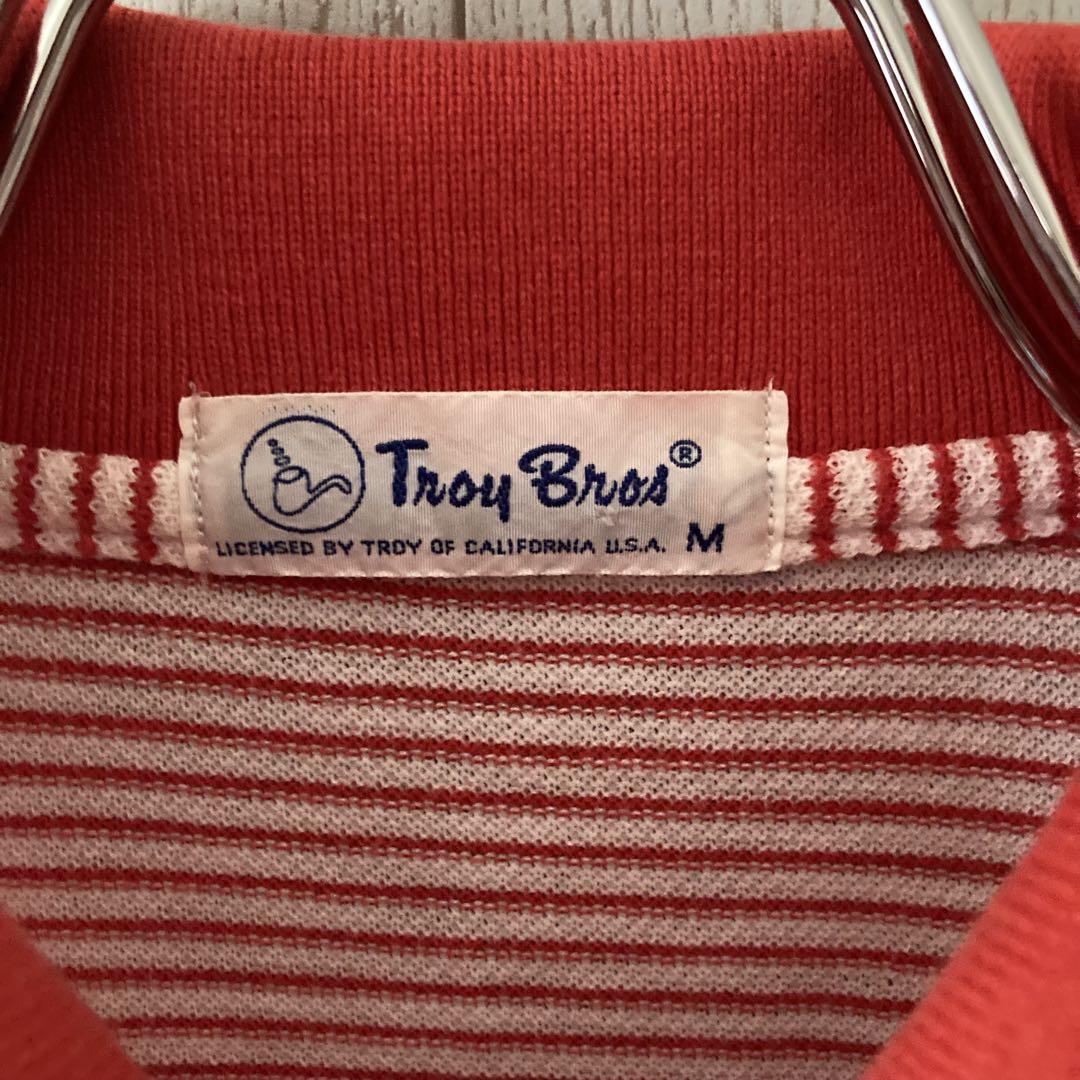 Troy Bros®
LICENSED BY TROY OF CALIFORNIA U.S.A. M